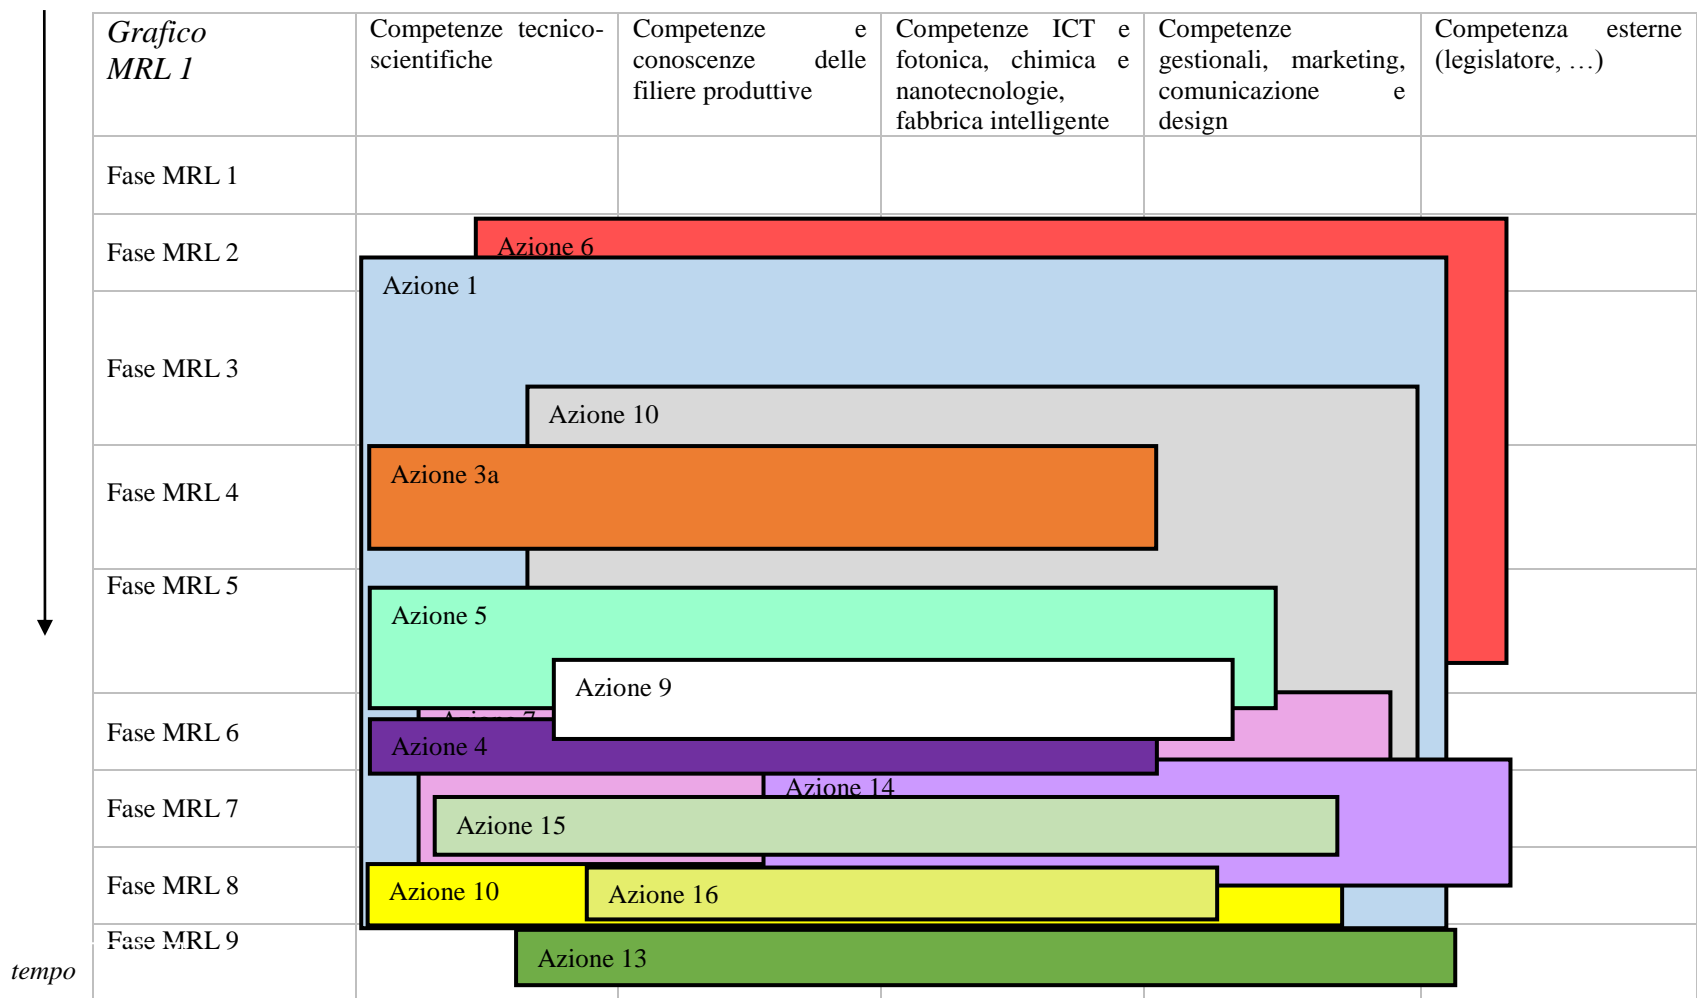 Grafico
MRL 1
Competenze tecnico-
scientifiche
Competenze e
conoscenze delle
filiere produttive
Competenze ICT e
fotonica, chimica e
nanotecnologie,
fabbrica intelligente
Competenze
gestionali, marketing,
comunicazione e
design
Competenza esterne
(legislatore, …)
Fase MRL 1
Fase MRL 2
Azione 6
Azione 1
Fase MRL 3
Azione 10
Fase MRL 4
Azione 3a
Fase MRL 5
Azione 5
Azione 9
Azione 7
Fase MRL 6
Azione 4
Azione 14
Fase MRL 7
Azione 15
Fase MRL 8
Azione 10
Azione 16
Fase MRL 9
Azione 13
tempo